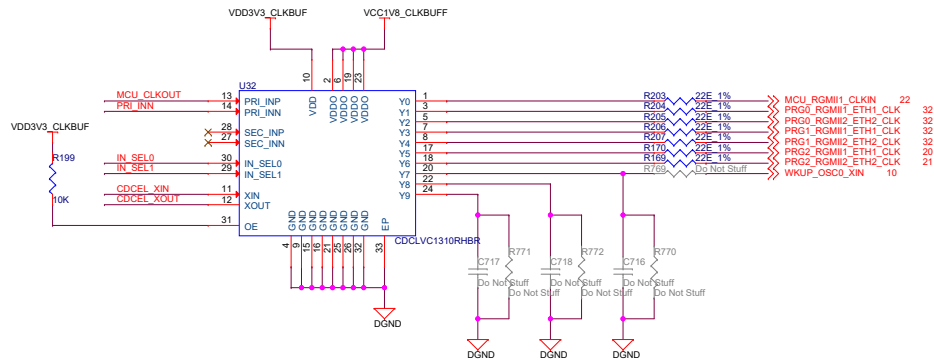 VDD3V3_CLKBUF VCC1V8_CLKBUFF
10 2 6 19 23
U32
VDD VDDO VDDO VDDO VDDO
MCU_CLKOUT 13 PRI_INP Y0 1 R203 22E_1% MCU_RGMII1_CLKIN 22
PRI_INN 14 PRI_INN Y1 3 R204 22E_1% PRG0_RGMII1_ETH1_CLK 32
Y2 5 R205 22E_1% PRG0_RGMII2_ETH2_CLK 32
VDD3V3_CLKBUF 28 SEC_INP Y3 7 R206 22E_1% PRG1_RGMII1_ETH1_CLK 32
27 SEC_INN Y4 8 R207 22E_1% PRG1_RGMII2_ETH2_CLK 32
Y5 17 R170 22E_1% PRG2_RGMII1_ETH1_CLK 20
R199 IN_SEL0 30 IN_SEL0 Y6 18 R169 22E_1% PRG2_RGMII2_ETH2_CLK 21
IN_SEL1 29 IN_SEL1 Y7 20 R769 Do Not Stuff WKUP_OSC0_XIN 10
Y8 22
10K CDCEL_XIN 11 XIN Y9 24
CDCEL_XOUT 12 XOUT
31 OE
GND GND GND GND GND GND GND GND EP
CDCLVC1310RHBR
4 9 15 16 21 25 26 32 33
R771 R772 R770
C717 C718 C716
Do Not Stuff Do Not Stuff Do Not Stuff
Do Not Stuff Do Not Stuff Do Not Stuff
DGND
DGND DGND DGND